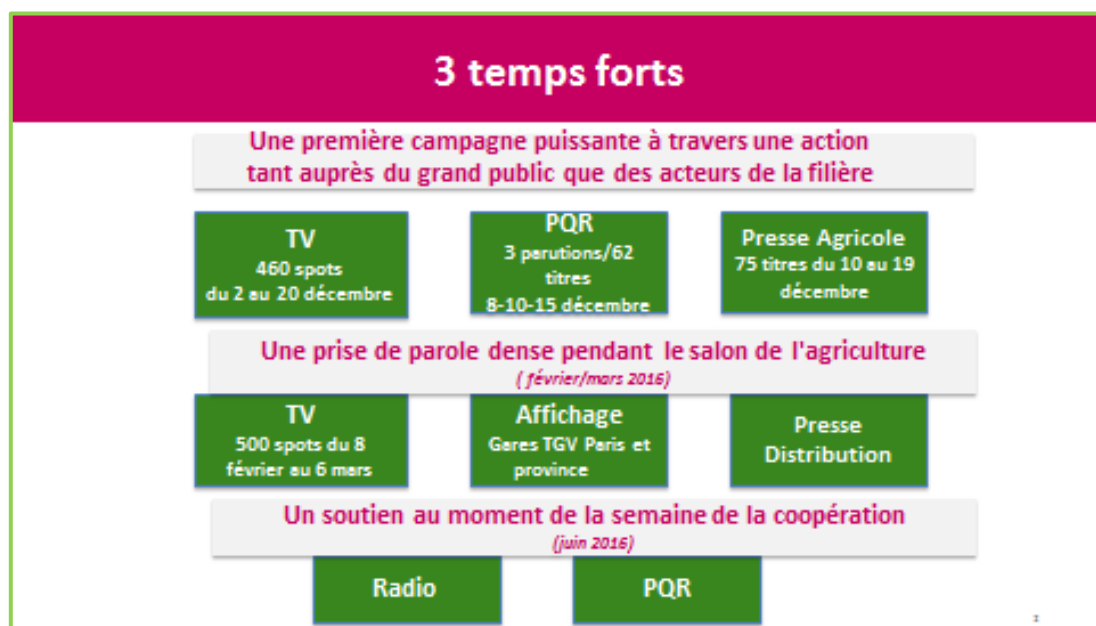 3 temps forts
Une première campagne puissante à travers une action
tant auprès du grand public que des acteurs de la filière
TV
460 spots
du 2 au 20 décembre
PQR
3 parutions/62
titres
8-10-15 décembre
Presse Agricole
75 titres du 10 au 19
décembre
Une prise de parole dense pendant le salon de l'agriculture
( février/mars 2016)
TV
500 spots du 8
février au 6 mars
Affichage
Gares TGV Paris et
province
Presse
Distribution
Un soutien au moment de la semaine de la coopération
(juin 2016)
Radio
PQR